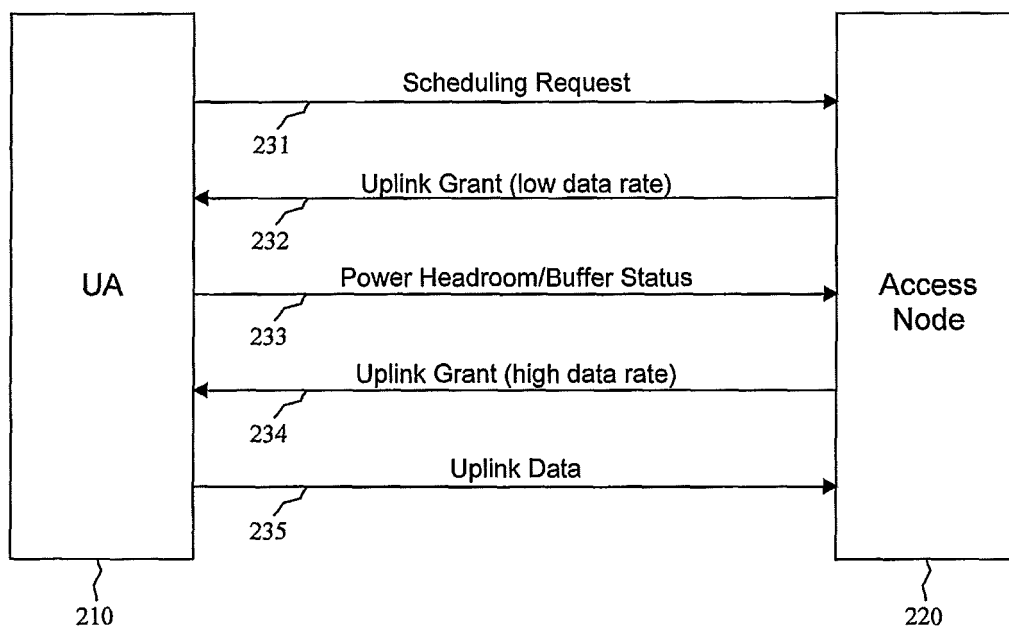 Scheduling Request
231
Uplink Grant (low data rate)
232
UA
Power Headroom/Buffer Status
233
Access
Node
Uplink Grant (high data rate)
234
Uplink Data
235
210
220